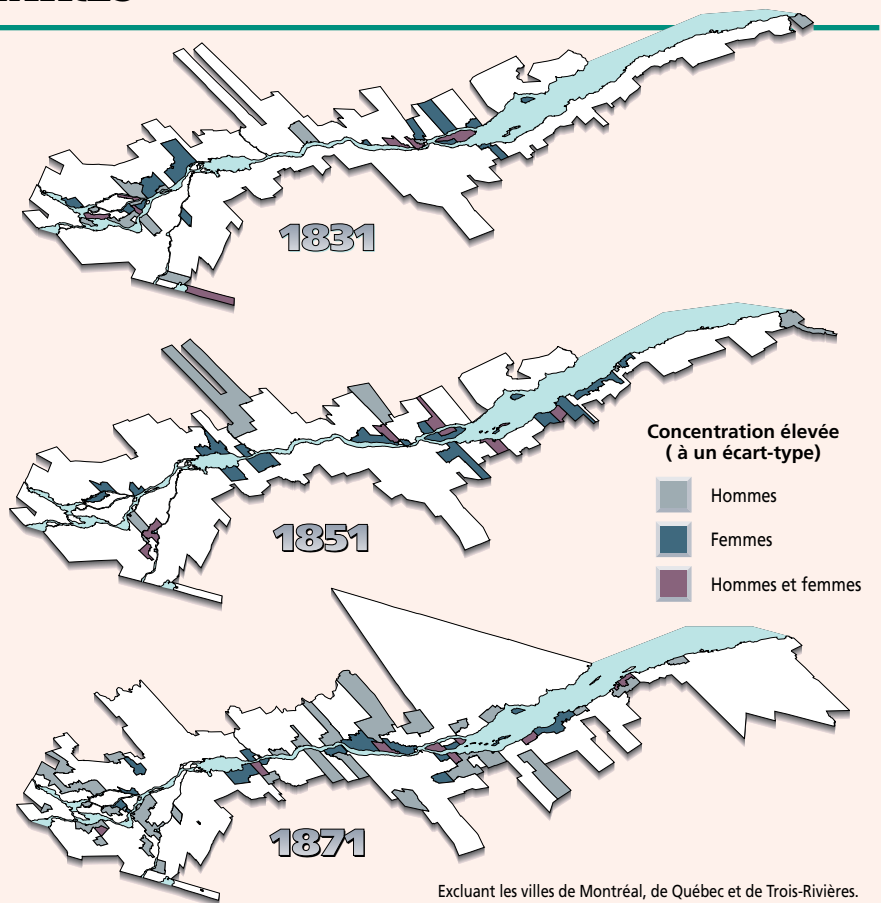 1831
1851
Concentration élevée
( à un écart-type)
Hommes
Femmes
Hommes et femmes
1871
Excluant les villes de Montréal, de Québec et de Trois-Rivières.